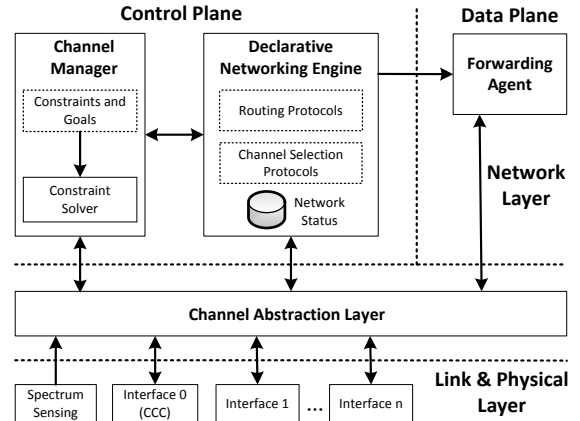 Control Plane
Data Plane
Channel
Manager
Constraints and
Goals
Constraint
Solver
Declarative
Networking Engine
Routing Protocols
Channel Selection
Protocols
Network
Status
Forwarding
Agent
Network
Layer
Channel Abstraction Layer
Spectrum
Sensing
Interface 0
(CCC)
Interface 1
...
Interface n
Link & Physical
Layer